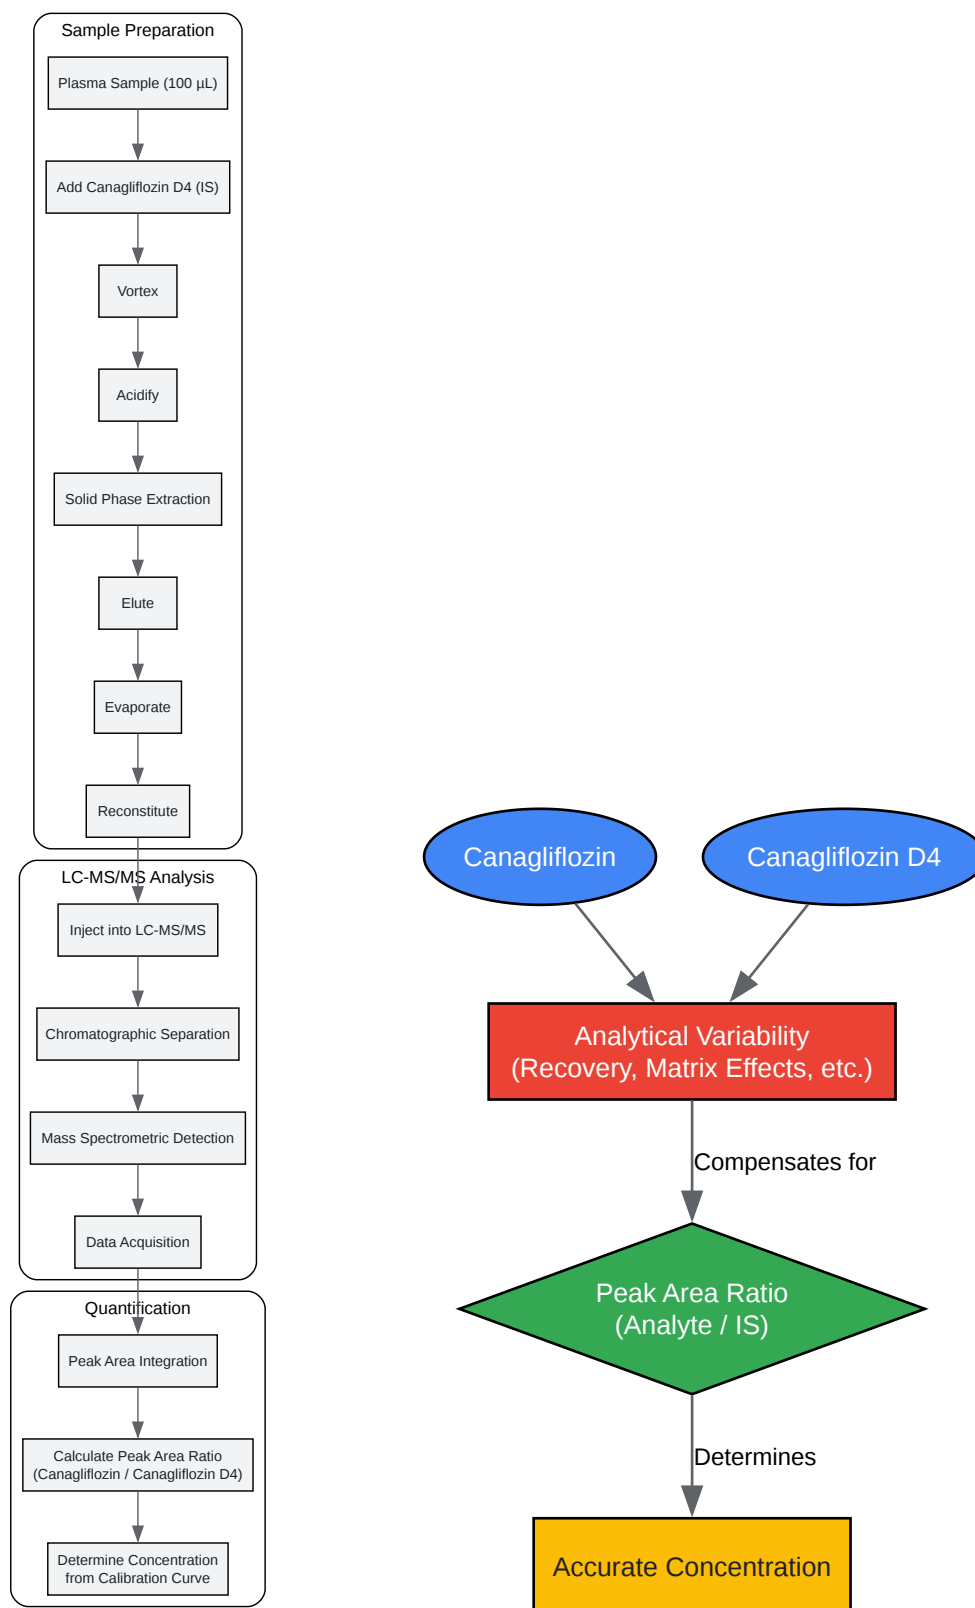 Sample Preparation
Plasma Sample (100 µL)
Add Canagliflozin D4 (IS)
Vortex
Acidify
Solid Phase Extraction
Elute
Evaporate
Reconstitute
LC-MS/MS Analysis
Inject into LC-MS/MS
Chromatographic Separation
Mass Spectrometric Detection
Data Acquisition
Quantification
Peak Area Integration
Calculate Peak Area Ratio
(Canagliflozin / Canagliflozin D4)
Determine Concentration
from Calibration Curve
Canagliflozin
Canagliflozin D4
Analytical Variability
(Recovery, Matrix Effects, etc.)
Compensates for
Peak Area Ratio
(Analyte / IS)
Determines
Accurate Concentration